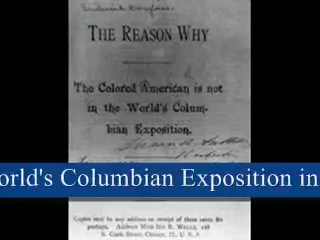 THE REASON WHY
The Colored American is not
in the World's Colum-
bian Exposition.
orld's Columbian Exposition in
Copies sent to any address on receipt of three cents for
postage. Address MISS IDA B. WELLS, 128
S. Clark Street, Chicago, Ill., U. S. A.